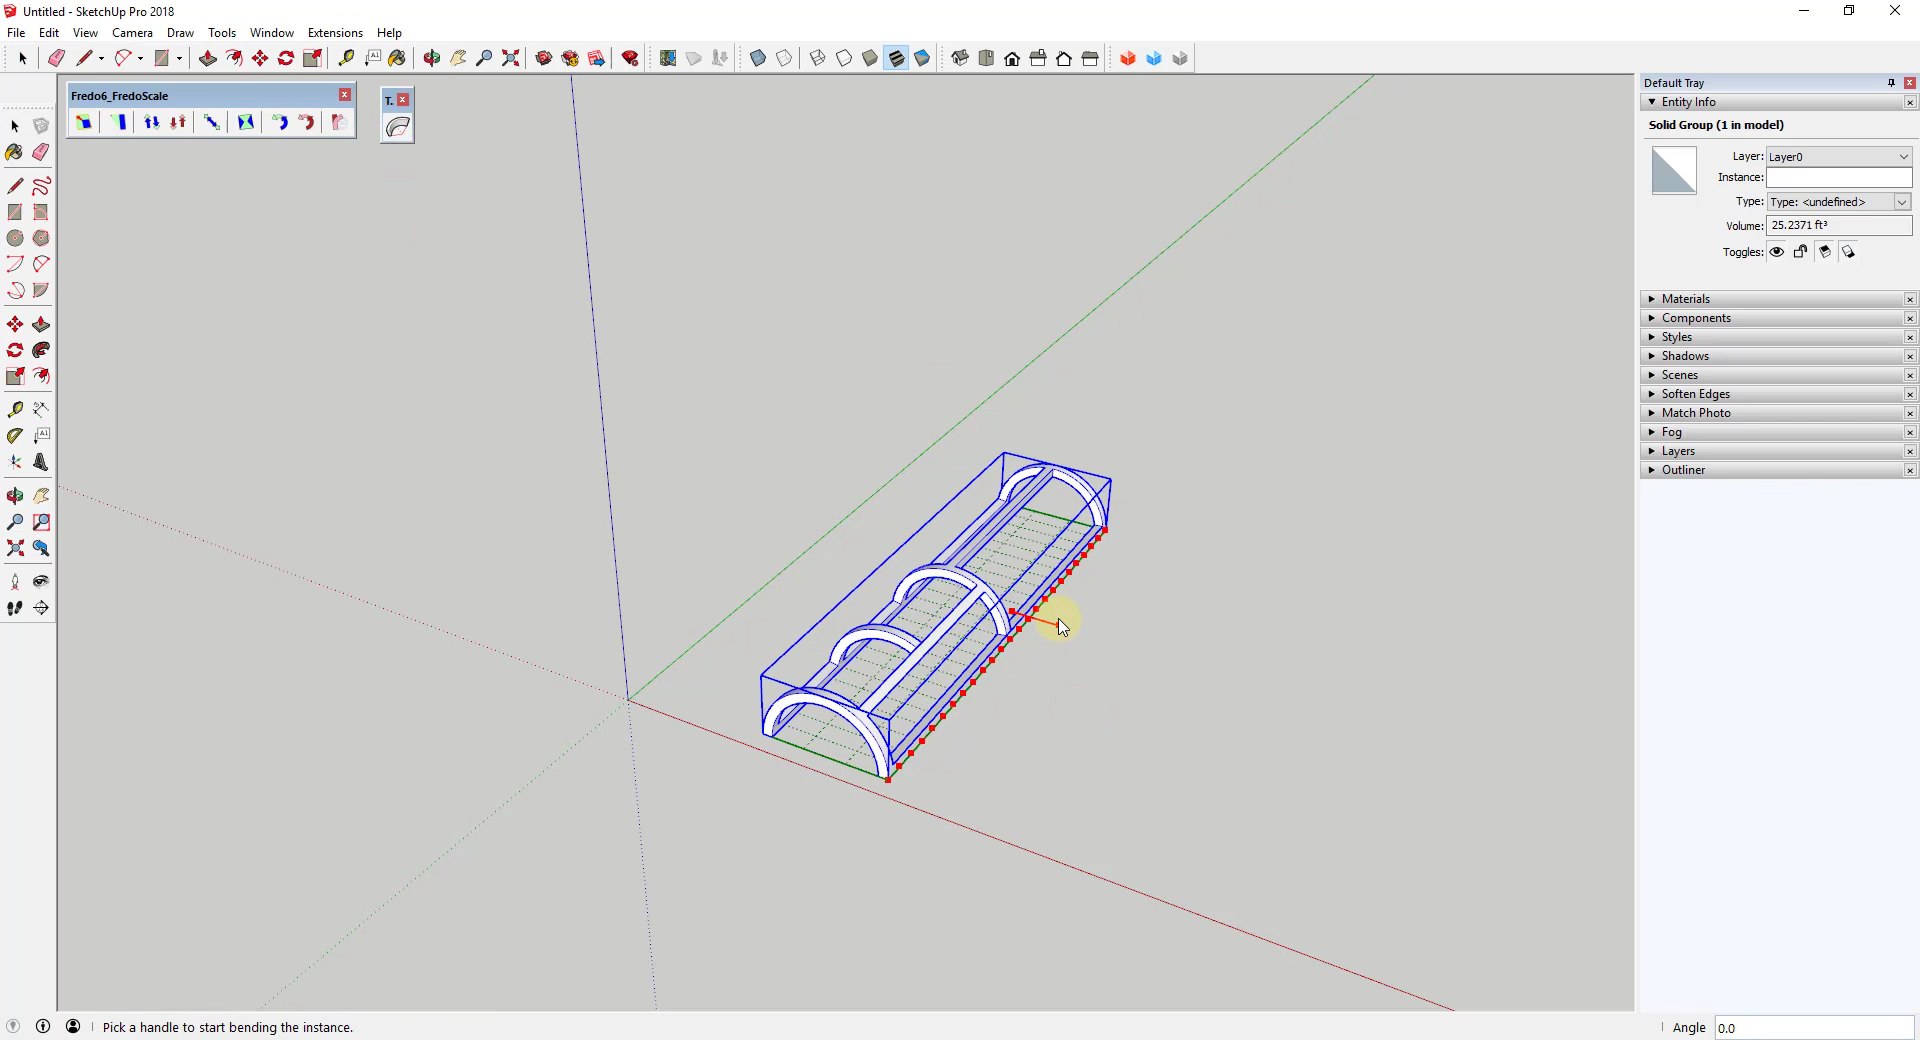 Untitled - SketchUp Pro 2018
File Edit View Camera Draw Tools Window Extensions Help
Fredo6_FredoScale
T.
Default Tray
Entity Info
Solid Group (1 in model)
Layer: Layer0
Instance:
Type: Type: <undefined>
Volume: 25.2371 ft³
Toggles:
Materials
Components
Styles
Shadows
Scenes
Soften Edges
Match Photo
Fog
Layers
Outliner
Pick a handle to start bending the instance.
Angle 0.0